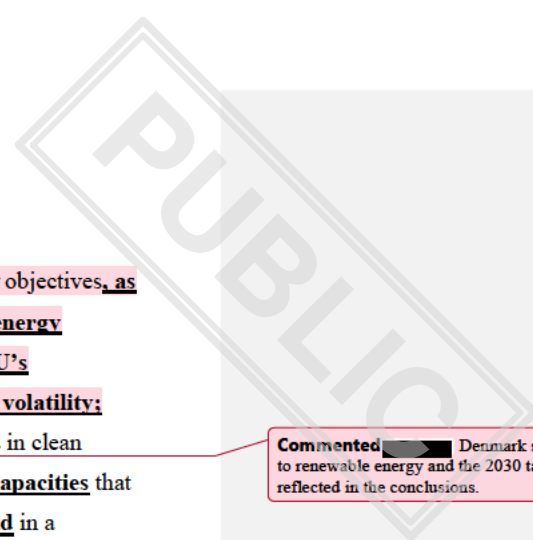 PUBLIC
objectives, as
energy
U's
volatility;
in clean
apacities that
d in a
Commented Denmark s
to renewable energy and the 2030 ta
reflected in the conclusions.